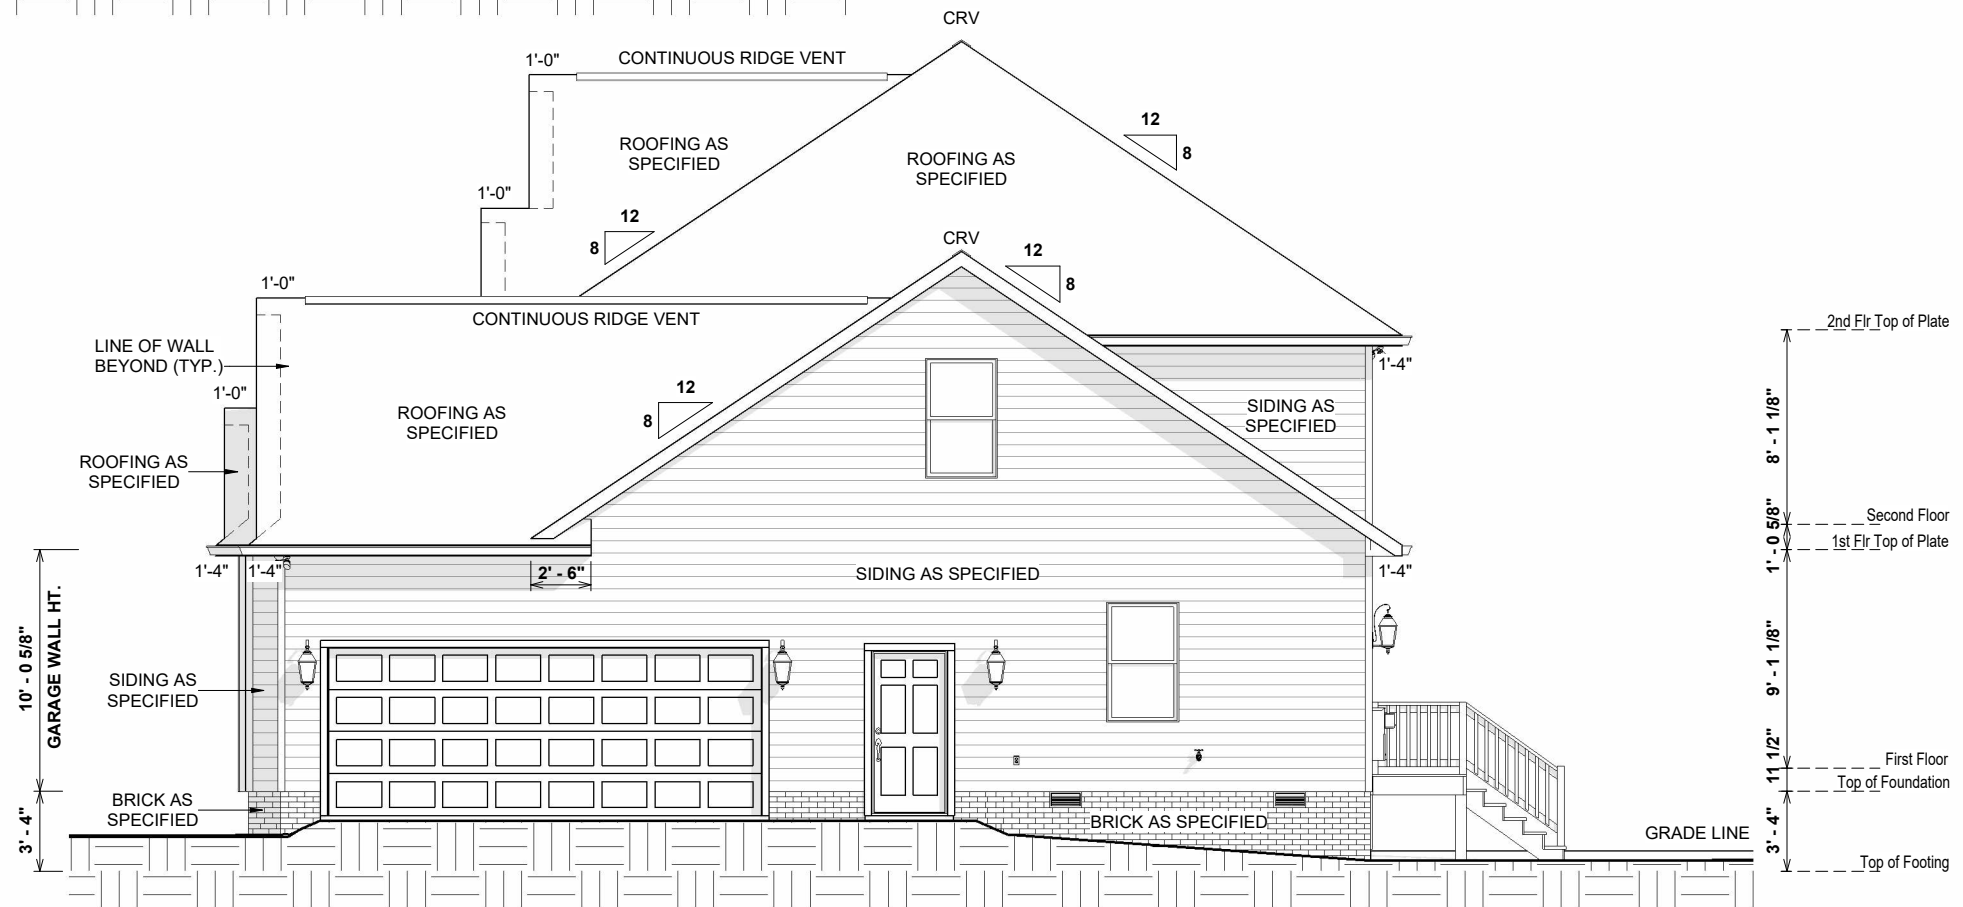 CRV
1'-0"
CONTINUOUS RIDGE VENT
12
8
ROOFING AS
SPECIFIED
ROOFING AS
SPECIFIED
1'-0"
12
8
CRV
12
8
1'-0"
CONTINUOUS RIDGE VENT
LINE OF WALL
BEYOND (TYP.)
1'-0"
12
8
ROOFING AS
SPECIFIED
ROOFING AS
SPECIFIED
1'-4"
SIDING AS
SPECIFIED
1'-4"
1'-4"
2' - 6"
SIDING AS SPECIFIED
1'-4"
10' - 0 5/8"
GARAGE WALL HT.
SIDING AS
SPECIFIED
BRICK AS
SPECIFIED
3' - 4"
BRICK AS SPECIFIED
GRADE LINE
2nd Flr Top of Plate
8' - 1 1/8"
Second Floor
1' - 0 5/8"
1st Flr Top of Plate
9' - 1 1/8"
First Floor
11 1/2"
Top of Foundation
3' - 4"
Top of Footing